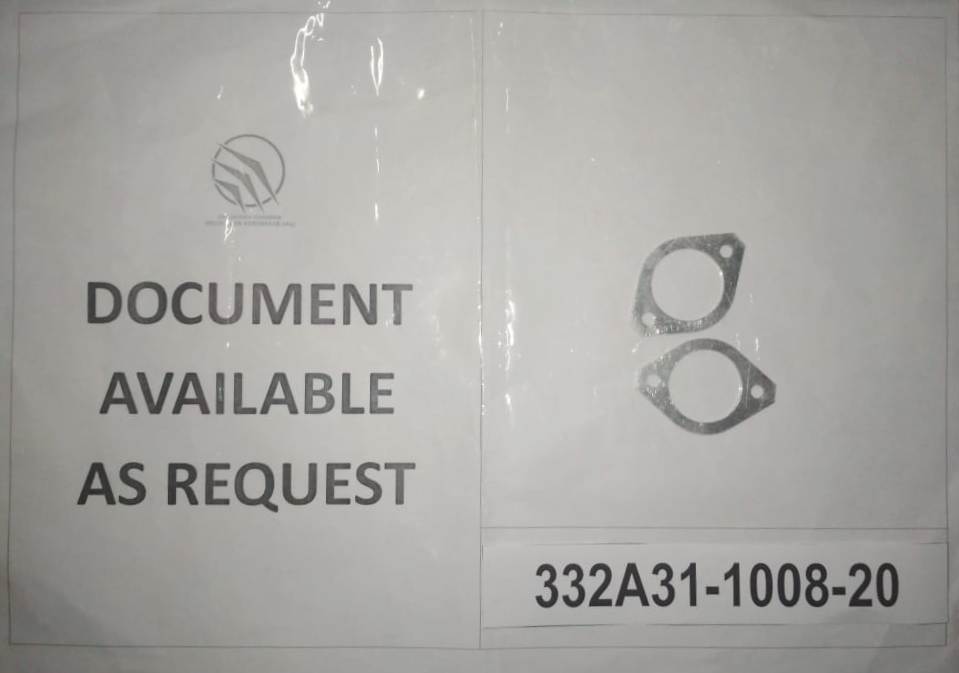 DOCUMENT
AVAILABLE
AS REQUEST
332A31-1008-20